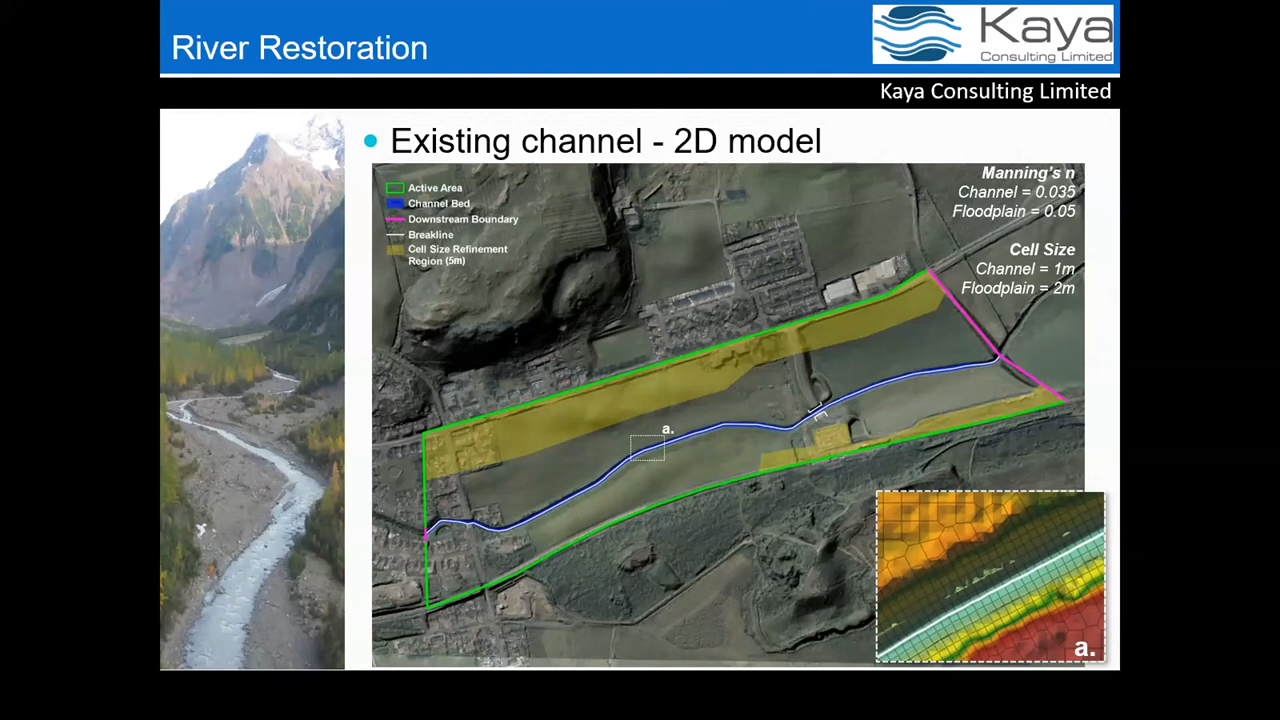 River Restoration
Kaya
Consulting Limited
Kaya Consulting Limited
Existing channel - 2D model
Active Area
Channel Bed
Downstream Boundary
Breakline
Cell Size Refinement
Region (5m)
Manning's n
Channel = 0.035
Floodplain = 0.05
Cell Size
Channel = 1m
Floodplain = 2m
a.
a.